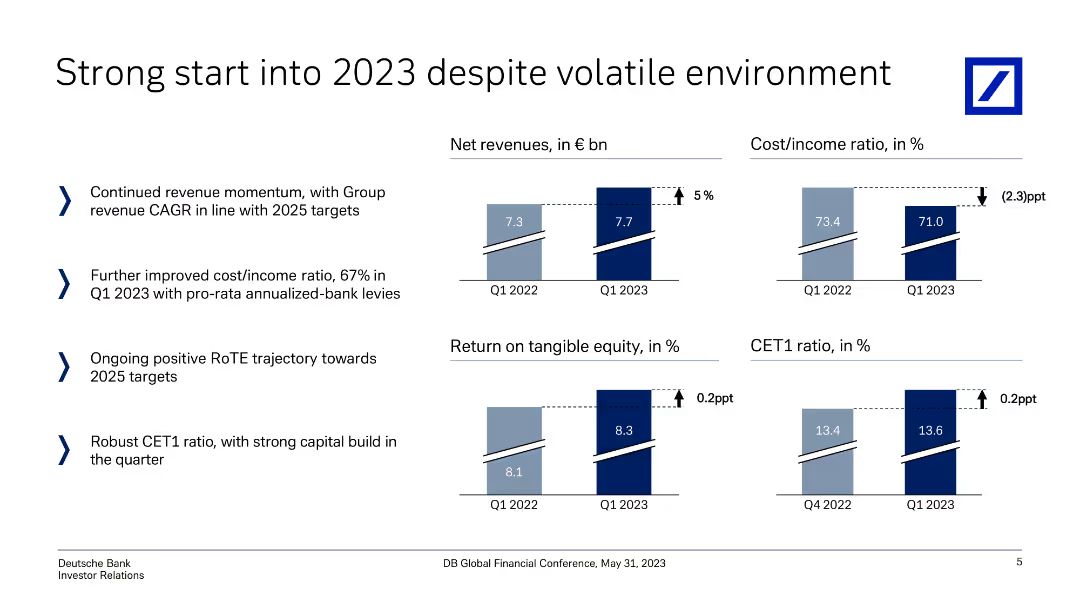 Strong start into 2023 despite volatile environment
Continued revenue momentum, with Group
revenue CAGR in line with 2025 targets
Further improved cost/income ratio, 67% in
Q1 2023 with pro-rata annualized-bank levies
Ongoing positive RoTE trajectory towards
2025 targets
Robust CET1 ratio, with strong capital build in
the quarter
Net revenues, in € bn
7.3
7.7
5 %
Q1 2022
Q1 2023
Cost/income ratio, in %
73.4
71.0
(2.3)ppt
Q1 2022
Q1 2023
Return on tangible equity, in %
8.1
8.3
0.2ppt
Q1 2022
Q1 2023
CET1 ratio, in %
13.4
13.6
0.2ppt
Q4 2022
Q1 2023
Deutsche Bank
Investor Relations
DB Global Financial Conference, May 31, 2023
5